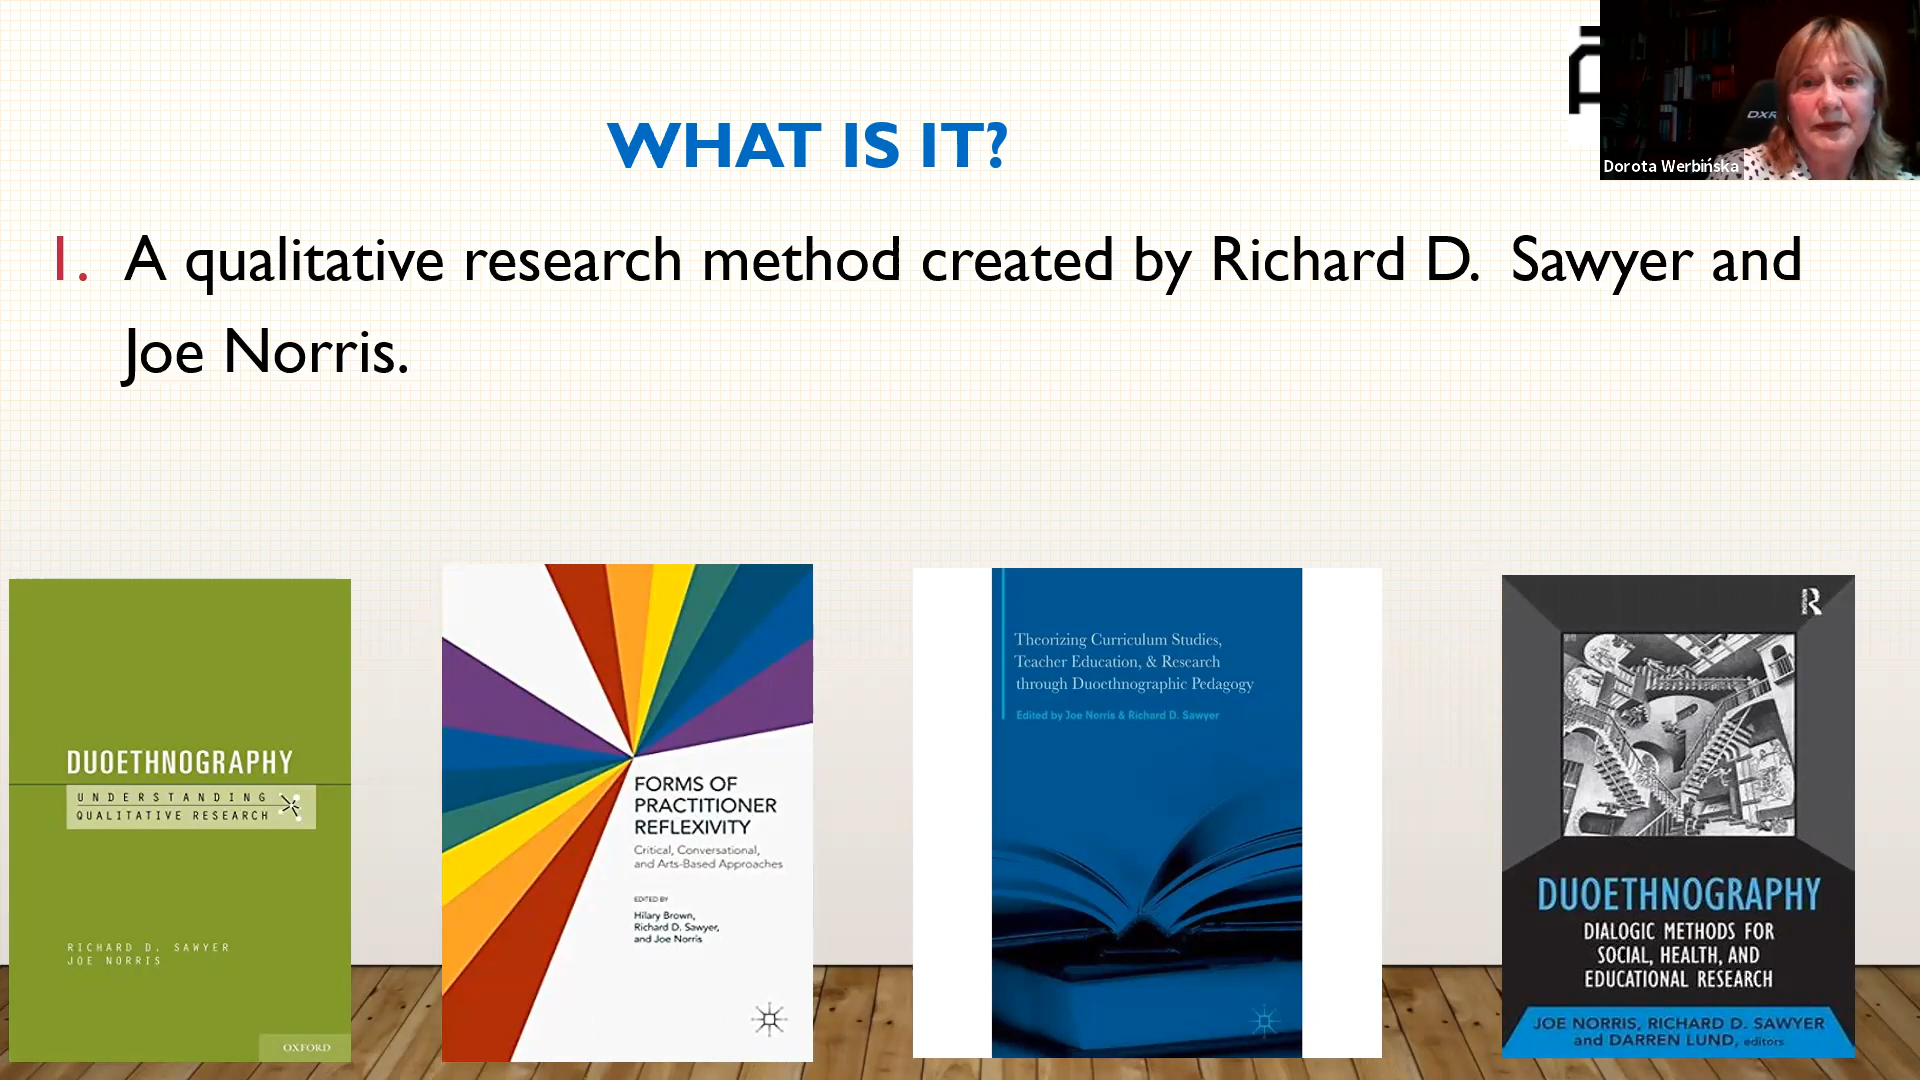 WHAT IS IT?
Dorota Werbińska
1. A qualitative research method created by Richard D. Sawyer and
Joe Norris.
DUOETHNOGRAPHY
UNDERSTANDING
QUALITATIVE RESEARCH
RICHARD D. SAWYER
JOE NORRIS
OXFORD
FORMS OF
PRACTITIONER
REFLEXIVITY
Critical, Conversational,
and Arts-Based Approaches
EDITED BY
Hilary Brown,
Richard D. Sawyer,
and Joe Norris
Theorizing Curriculum Studies,
Teacher Education, & Research
through Duoethnographic Pedagogy
Edited by Joe Norris & Richard D. Sawyer
DUOETHNOGRAPHY
DIALOGIC METHODS FOR
SOCIAL, HEALTH, AND
EDUCATIONAL RESEARCH
JOE NORRIS, RICHARD D. SAWYER
and DARREN LUND, editors